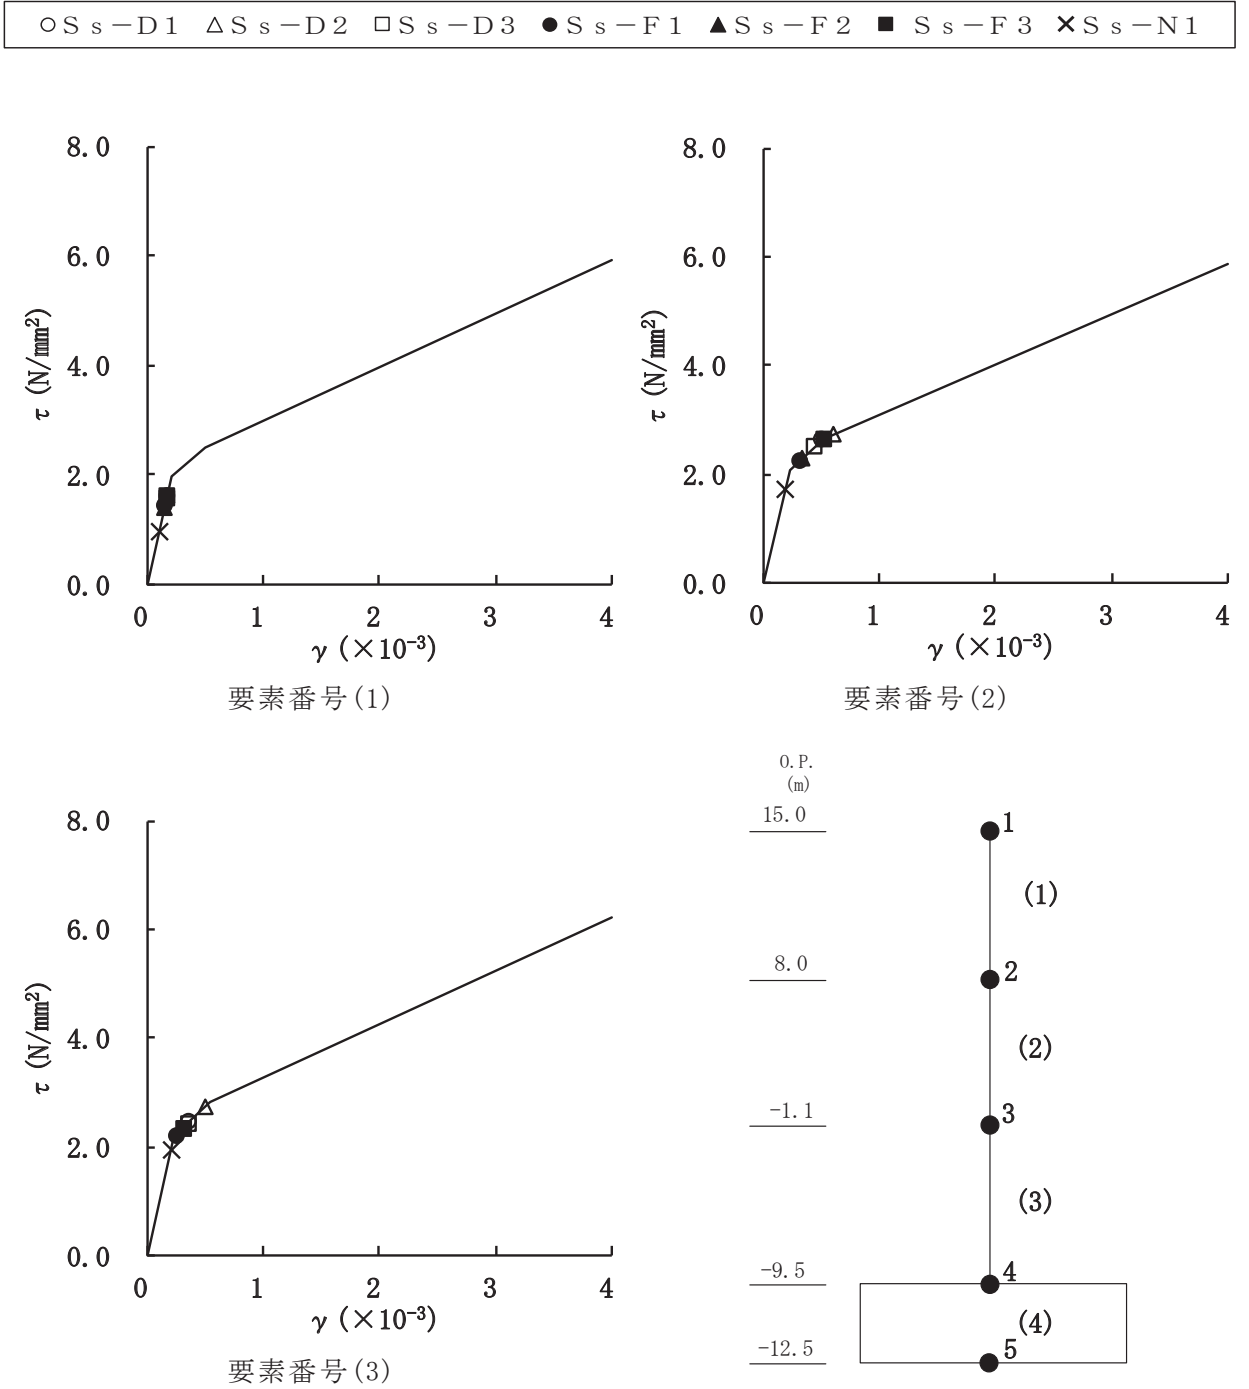 ○Ｓｓ－Ｄ１ △Ｓｓ－Ｄ２ □Ｓｓ－Ｄ３ ●Ｓｓ－Ｆ１ ▲Ｓｓ－Ｆ２ ■ Ｓｓ－Ｆ３ ×Ｓｓ－Ｎ１
8.0
6.0
4.0
2.0
0.0
τ (N/mm²)
0 1 2 3 4
γ (×10⁻³)
要素番号(1)
8.0
6.0
4.0
2.0
0.0
τ (N/mm²)
0 1 2 3 4
γ (×10⁻³)
要素番号(2)
8.0
6.0
4.0
2.0
0.0
τ (N/mm²)
0 1 2 3 4
γ (×10⁻³)
要素番号(3)
O.P.
(m)
15.0 1
(1)
8.0 2
(2)
-1.1 3
(3)
-9.5 4
(4)
-12.5 5